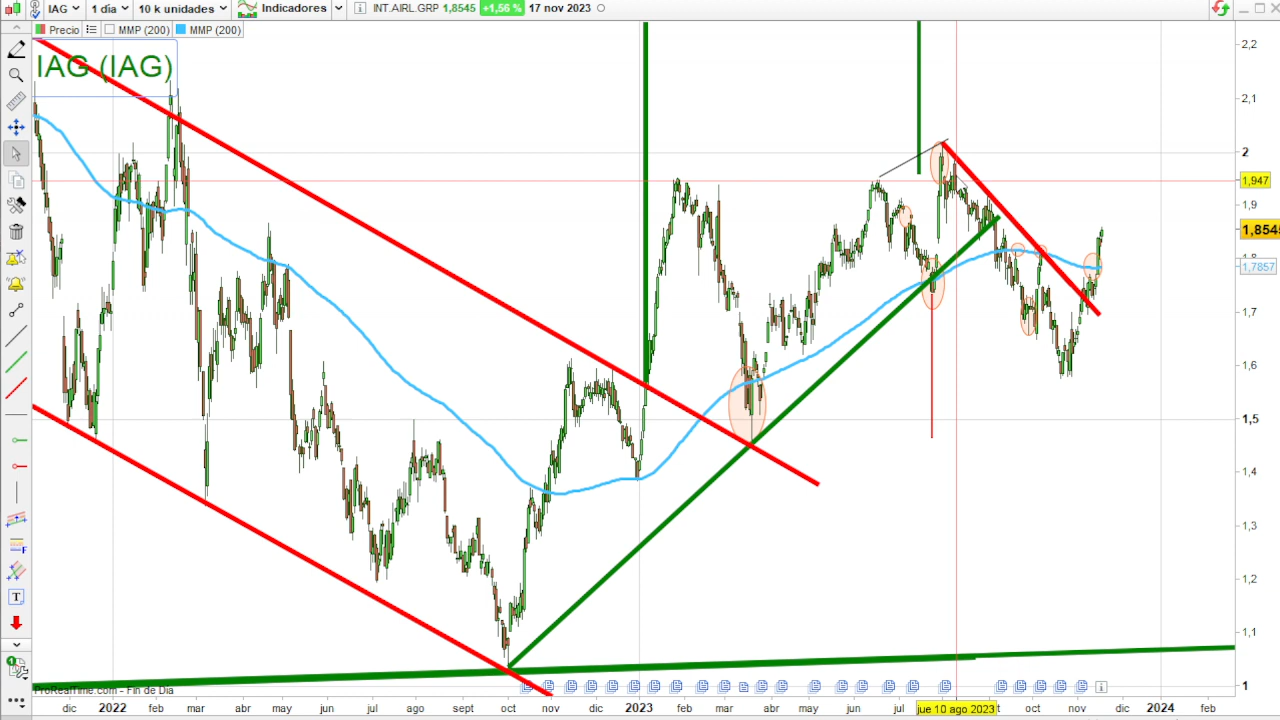 IAG 1 día 10 k unidades Indicadores INT.AIRL.GRP 1,8545 +1,56 % 17 nov 2023
Precio MMP (200) MMP (200)
IAG (IAG)
2,2
2,1
2
1,947
1,9
1,8545
1,8
1,7857
1,7
1,6
1,5
1,4
1,3
1,2
1,1
1
ProRealTime.com - Fin de Día
dic 2022 feb mar abr may jun jul ago sept oct nov dic 2023 feb mar abr may jun jul jue 10 ago 2023 t oct nov dic 2024 feb
T
F
1